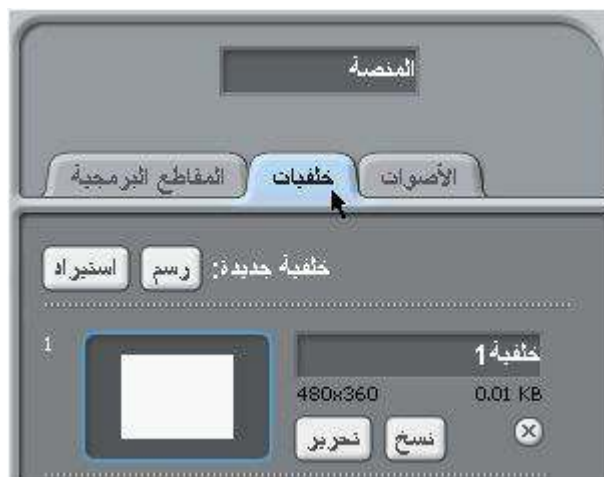 المنصة
الأصوات خلفيات المقاطع البرمجية
خلفية جديدة: رسم استيراد
1
خلفية1
480x360 0.01 KB
نسخ تحرير